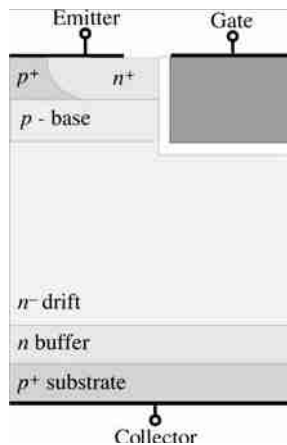 Emitter
Gate
p⁺
n⁺
p - base
n⁻ drift
n buffer
p⁺ substrate
Collector